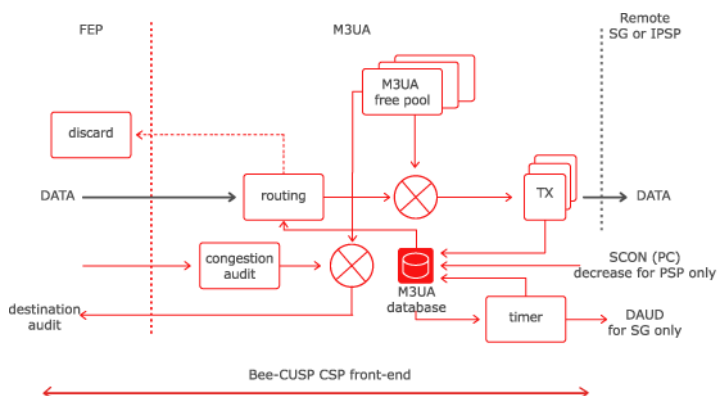 FEP
M3UA
Remote
SG or IPSP
M3UA
free pool
discard
DATA
routing
TX
DATA
congestion
audit
SCON (PC)
decrease for PSP only
M3UA
database
destination
audit
timer
DAUD
for SG only
Bee-CUSP CSP front-end